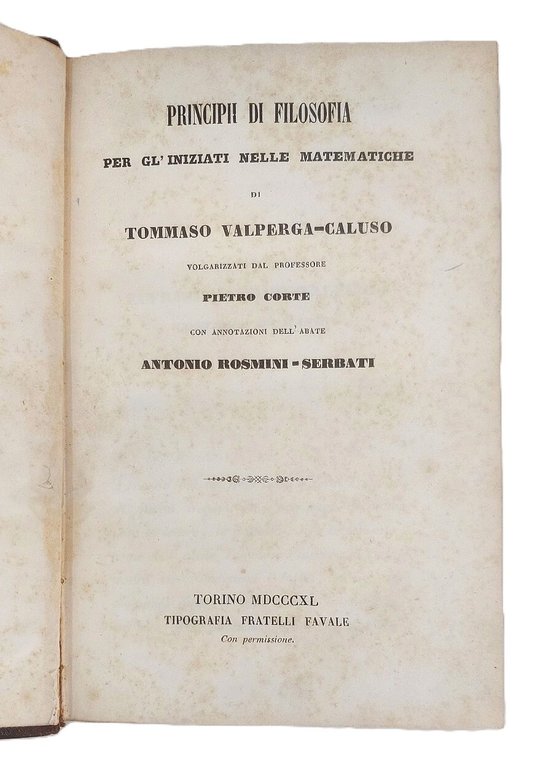 PRINCIPII DI FILOSOFIA
PER GL'INIZIATI NELLE MATEMATICHE
DI
TOMMASO VALPERGA=CALUSO
VOLGARIZZATI DAL PROFESSORE
PIETRO CORTE
CON ANNOTAZIONI DELL'ABATE
ANTONIO ROSMINI=SERBATI
TORINO MDCCCXL
TIPOGRAFIA FRATELLI FAVALE
Con permissione.